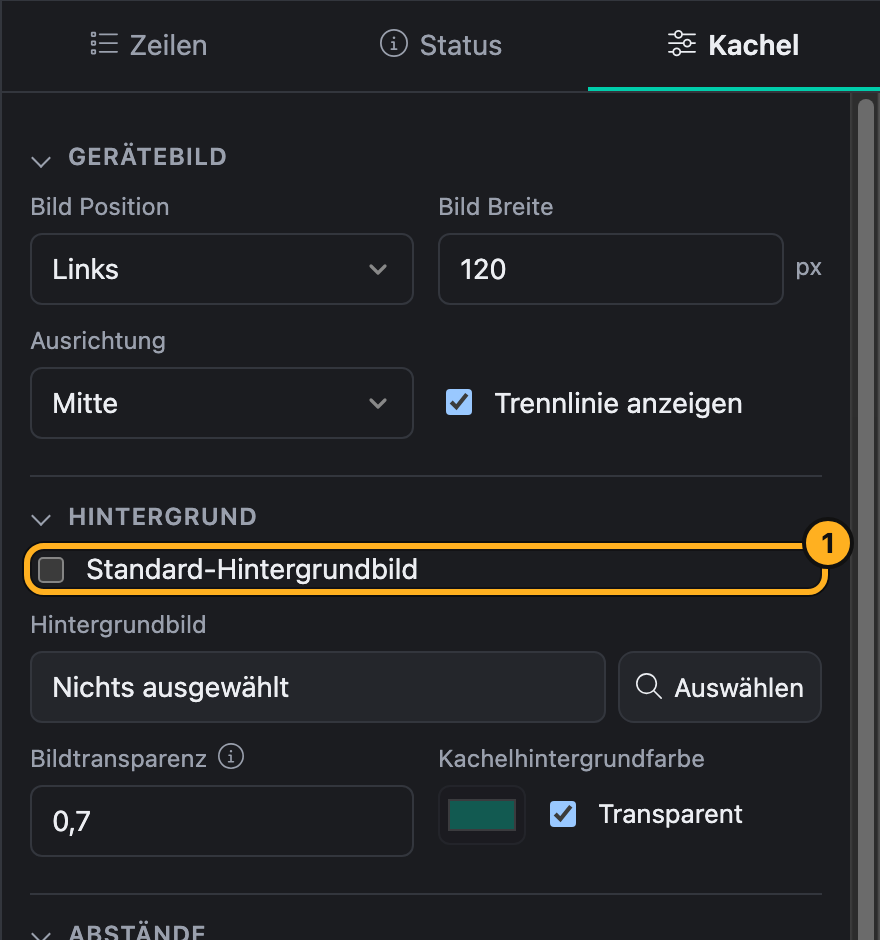 Zeilen Status Kachel
GERÄTEBILD
Bild Position Bild Breite
Links 120 px
Ausrichtung
Mitte Trennlinie anzeigen
HINTERGRUND
1
Standard-Hintergrundbild
Hintergrundbild
Nichts ausgewählt Auswählen
Bildtransparenz Kachelhintergrundfarbe
0,7 Transparent
ABSTÄNDE